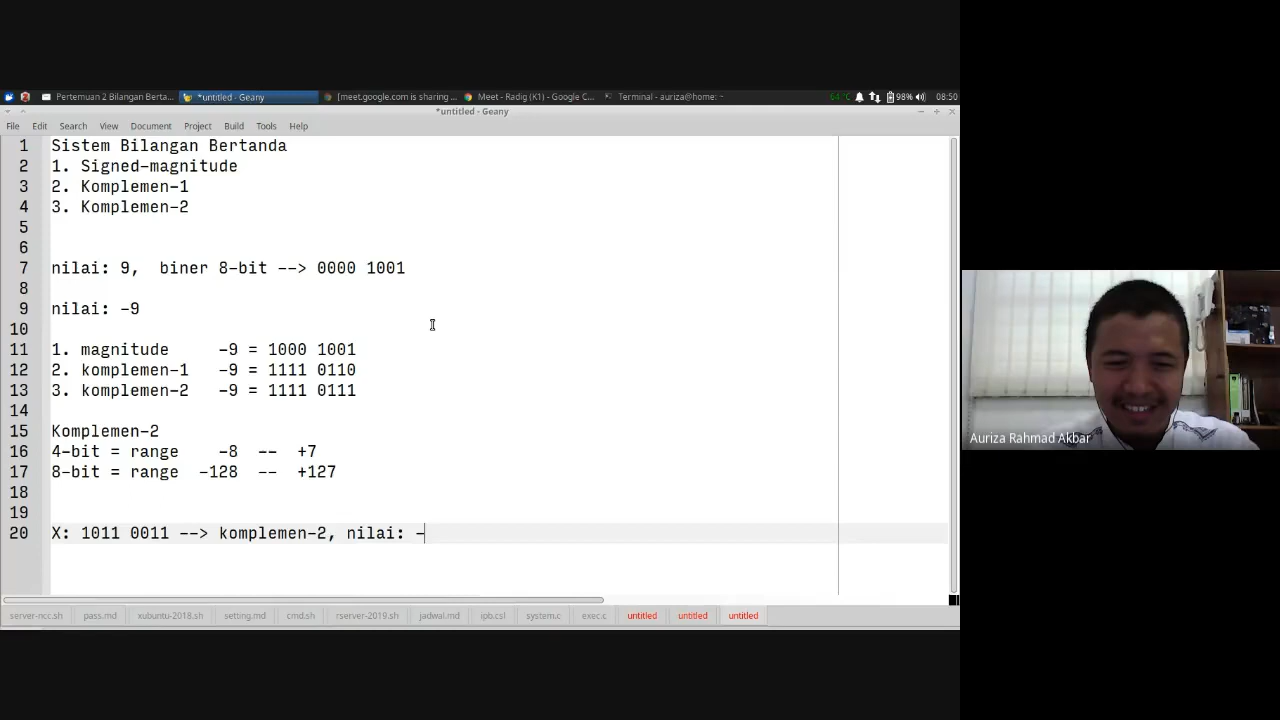 Pertemuan 2 Bilangan Berta...
*untitled - Geany
[meet.google.com is sharing ...
Meet - Radig (K1) - Google C...
Terminal - auriza@home: ~
64°C
98%
08:50
*untitled - Geany
File Edit Search View Document Project Build Tools Help
1 Sistem Bilangan Bertanda
2 1. Signed-magnitude
3 2. Komplemen-1
4 3. Komplemen-2
5
6
7 nilai: 9, biner 8-bit --> 0000 1001
8
9 nilai: -9
10
11 1. magnitude -9 = 1000 1001
12 2. komplemen-1 -9 = 1111 0110
13 3. komplemen-2 -9 = 1111 0111
14
15 Komplemen-2
16 4-bit = range -8 -- +7
17 8-bit = range -128 -- +127
18
19
20 X: 1011 0011 --> komplemen-2, nilai: -
server-ncc.sh pass.md xubuntu-2018.sh setting.md cmd.sh rserver-2019.sh jadwal.md ipb.csl system.c exec.c untitled untitled untitled
Auriza Rahmad Akbar